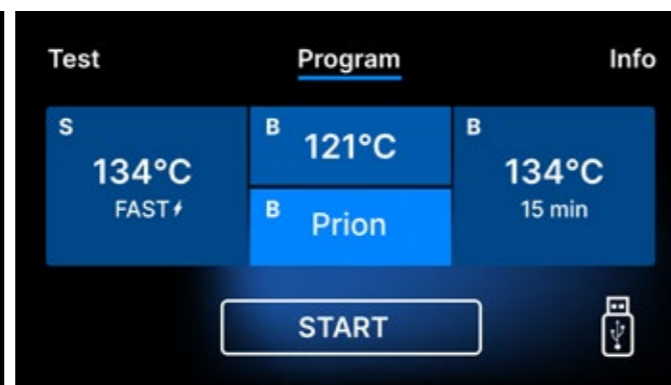 Test
Program
Info
S
134°C
FAST
B
121°C
B
Prion
B
134°C
15 min
START